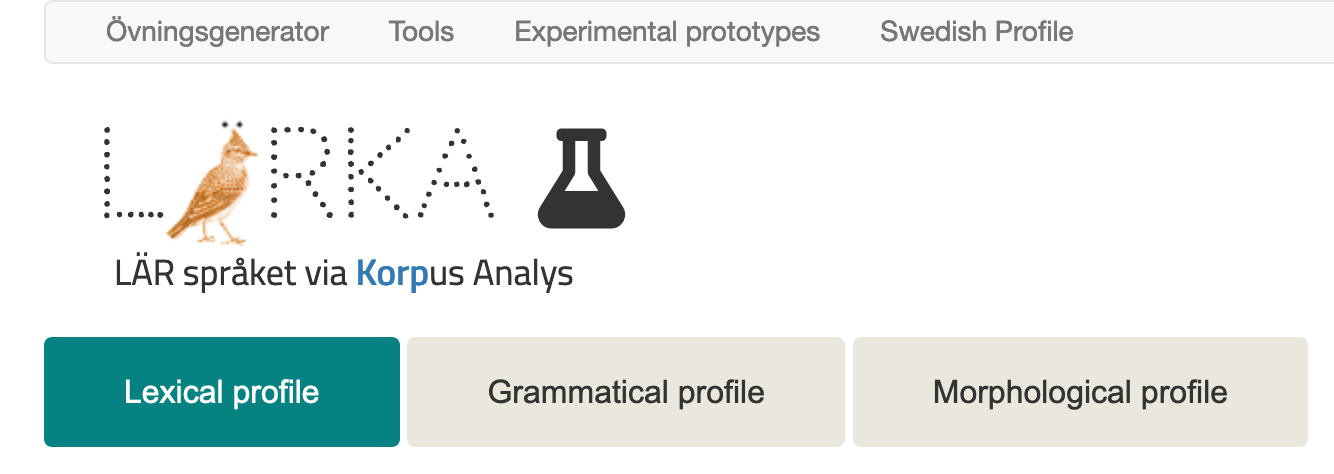 Övningsgenerator Tools Experimental prototypes Swedish Profile
LÄRKA
LÄR språket via Korpus Analys
Lexical profile Grammatical profile Morphological profile